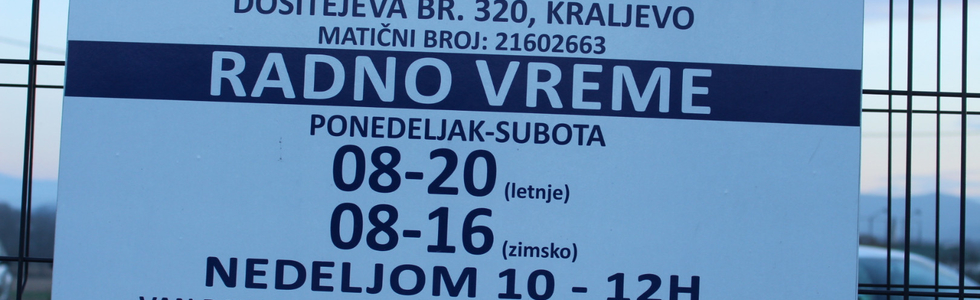 DOSITEJEVA BR. 320, KRALJEVO
MATIČNI BROJ: 21602663
RADNO VREME
PONEDELJAK-SUBOTA
08-20 (letnje)
08-16 (zimsko)
NEDELJOM 10 - 12H